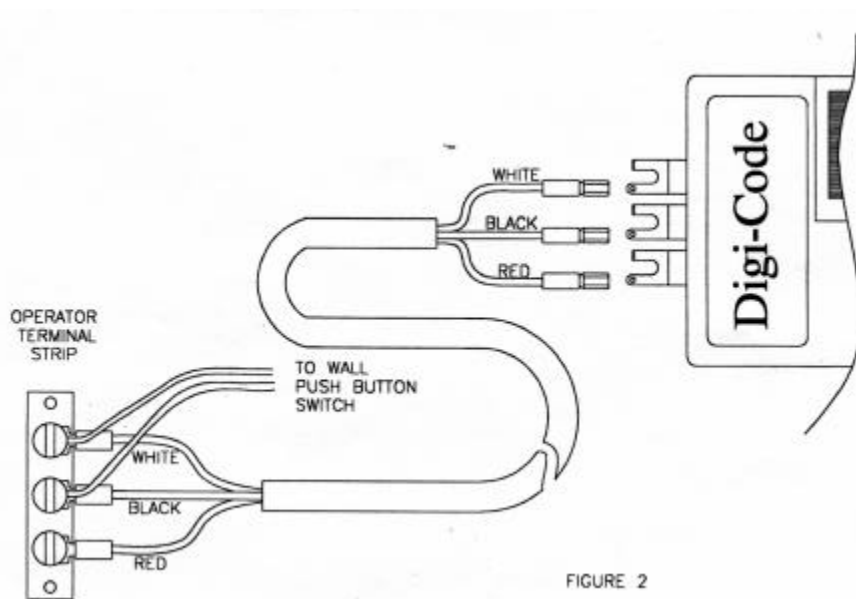 WHITE
BLACK
RED
Digi-Code
OPERATOR
TERMINAL
STRIP
TO WALL
PUSH BUTTON
SWITCH
WHITE
BLACK
RED
FIGURE 2